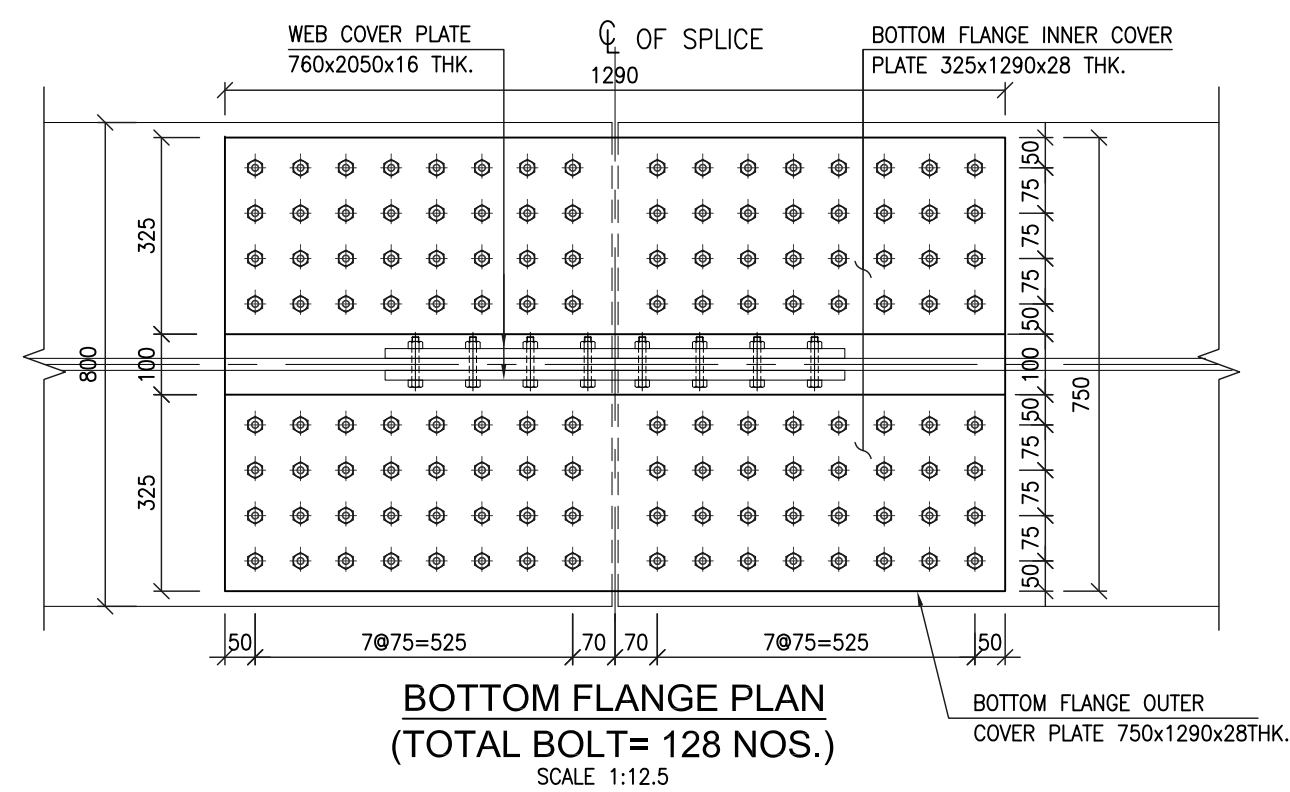 WEB COVER PLATE
760x2050x16 THK.
℄ OF SPLICE
1290
BOTTOM FLANGE INNER COVER
PLATE 325x1290x28 THK.
800
325
100
325
50
75
75
75
50
100
50
75
75
75
50
750
50
7@75=525
70
70
7@75=525
50
BOTTOM FLANGE PLAN
(TOTAL BOLT= 128 NOS.)
SCALE 1:12.5
BOTTOM FLANGE OUTER
COVER PLATE 750x1290x28THK.